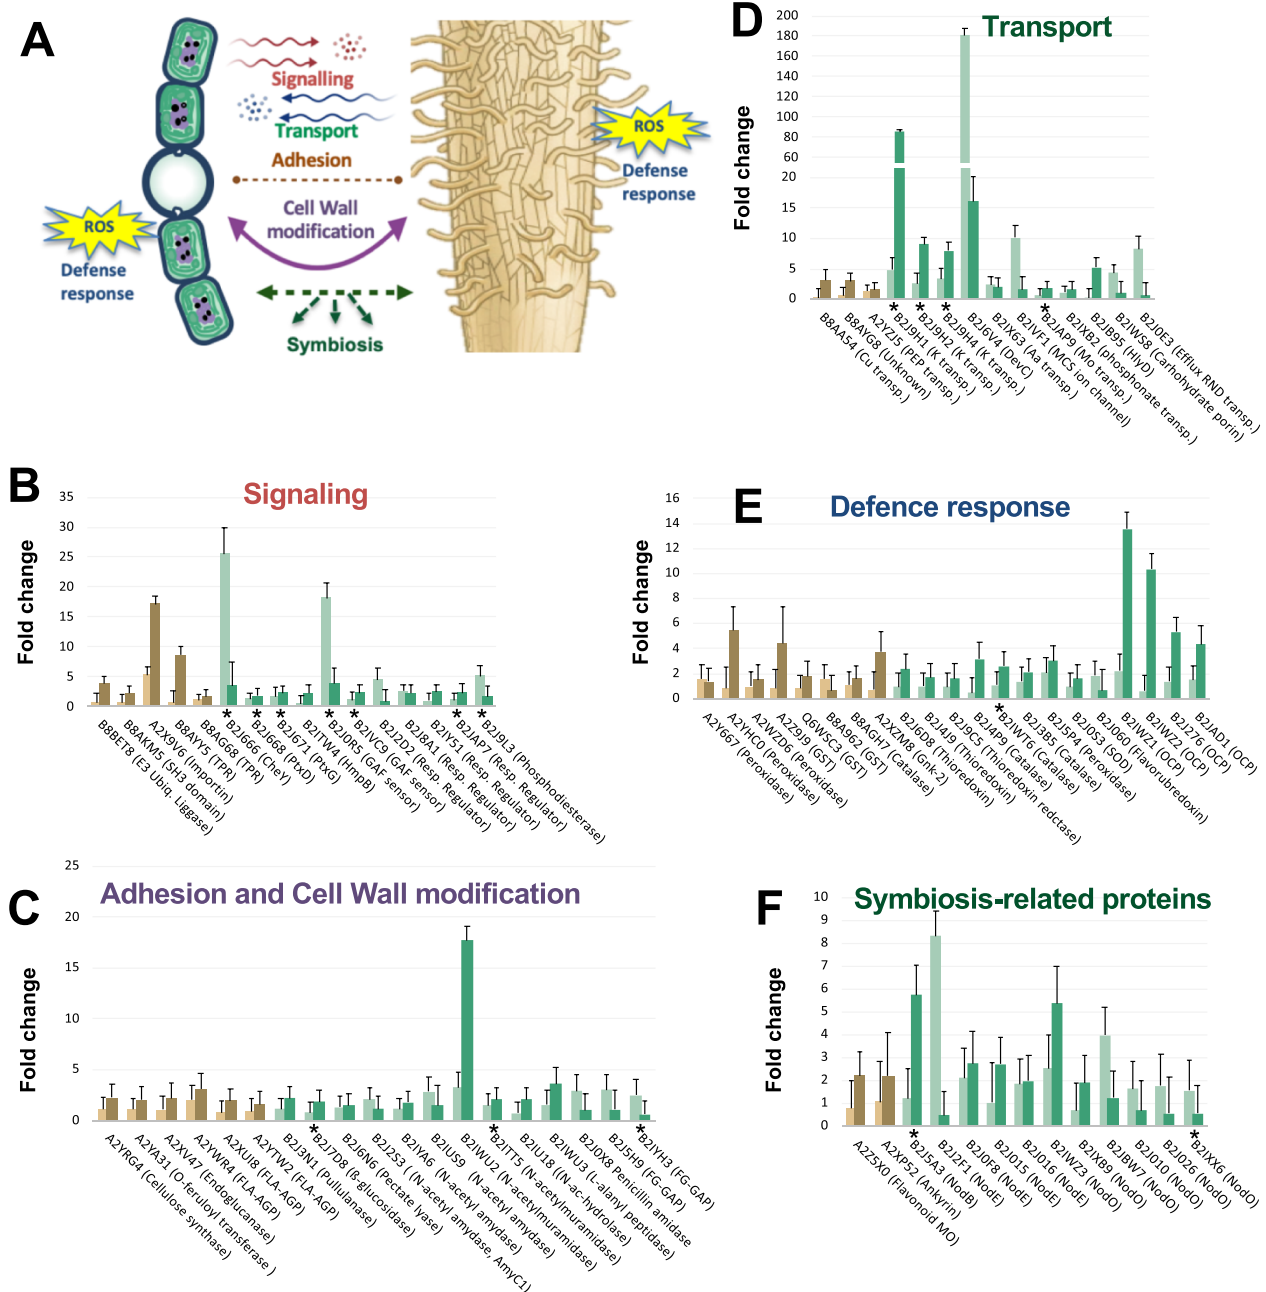 A
Signalling
Transport
Adhesion
Cell Wall
modification
Symbiosis
ROS
Defense
response
ROS
Defense
response
D
Transport
Fold change
200
180
160
140
120
100
80
60
20
15
10
5
0
* * * *
B8AA54 (Cu transp.)
B8AYG8 (Unknown)
A2YZJ5 (PEP transp.)
B2J9H1 (K transp.)
B2J9H2 (K transp.)
B2J9H4 (K transp.)
B2J6V4 (DevC)
B2IX63 (Aa transp.)
B2IVF1 (MCS ion channel)
B2JAP9 (Mo transp.)
B2IXB2 (phosphonate transp.)
B2JB95 (HlyD)
B2IWS8 (Carhohydrate porin)
B2J0E3 (Efflux RND transp.)
B
Signaling
Fold change
35
30
25
20
15
10
5
0
* * * * * * *
B8BET8 (E3 Ubiq. Liggase)
B8AKM5 (SH3 domain)
A2X9V6 (Importin)
B8AYY5 (TPR)
B8AG68 (TPR)
B2J666 (CheY)
B2J668 (PtxD)
B2J671 (PtxG)
B2ITW4 (HmpB)
B2J0R5 (GAF sensor)
B2IVC9 (GAF sensor)
B2J2D2 (Resp. Regulator)
B2J8A1 (Resp. Regulator)
B2IY51 (Resp. Regulator)
B2JAP7 (Resp. Regulator)
B2J9L3 (Phosphodiesterase)
E
Defence response
Fold change
16
14
12
10
8
6
4
2
0
*
A2Y667 (Peroxidase)
A2YHC0 (Peroxidase)
A2WZD6 (Peroxidase)
A2Z9J9 (GST)
Q6WSC3 (GST)
B8A962 (GST)
B8AGH7 (Catalase)
A2XZM8 (Gnk-2)
B2J6D8 (Thioredoxin)
B2J4J9 (Thioredoxin redctase)
B2J9C5 (Thioredoxin)
B2J4P9 (Catalase)
B2IWT6 (Catalase)
B2J3B5 (Catalase)
B2J5P4 (Peroxidase)
B2J0S3 (SOD)
B2J060 (Flavorubredoxin)
B2IWZ1 (OCP)
B2IWZ2 (OCP)
B2J276 (OCP)
B2JAD1 (OCP)
C
Adhesion and Cell Wall modification
Fold change
25
20
15
10
5
0
* * *
A2YRG4 (Cellulose synthase)
A2YA31 (O-feruloyl transferase )
A2XV47 (Endoglucanase)
A2YWR4 (FLA-AGP)
A2XUI8 (FLA-AGP)
A2YTW2 (FLA-AGP)
B2J3N1 (Pullulanase)
B2J7D8 (ß-glucosidase)
B2J6N6 (Pectate lyase)
B2J2S3 ( (N-acetyl amydase, AmyC1)
B2IYA6 (N-acetyl amydase)
B2IUS9 (N-acetyl amydase)
B2IWU2 (N-acetylmuramidase)
B2ITT5 (N-acetylmuramidase)
B2IU18 ((N-ac-hydrolase)
B2IWU3 (L-alanyl peptidase)
B2J0X8 Penicillin amidase
B2J5H9 (FG-GAP)
B2IYH3 (FG-GAP)
F
Symbiosis-related proteins
Fold change
10
9
8
7
6
5
4
3
2
1
0
* *
A2Z5X0 (Flavonoid MO)
A2XP52 (Ankyrin)
B2J5A3 (NodB)
B2J2F1 (NodE)
B2J0F8 (NodE)
B2J015 (NodE)
B2J016 (NodE)
B2IWZ3 (NodO)
B2IXB9 (NodO)
B2IBW7 (NodO)
B2J010 (NodO)
B2J026 (NodO)
B2IXX6 (NodO)